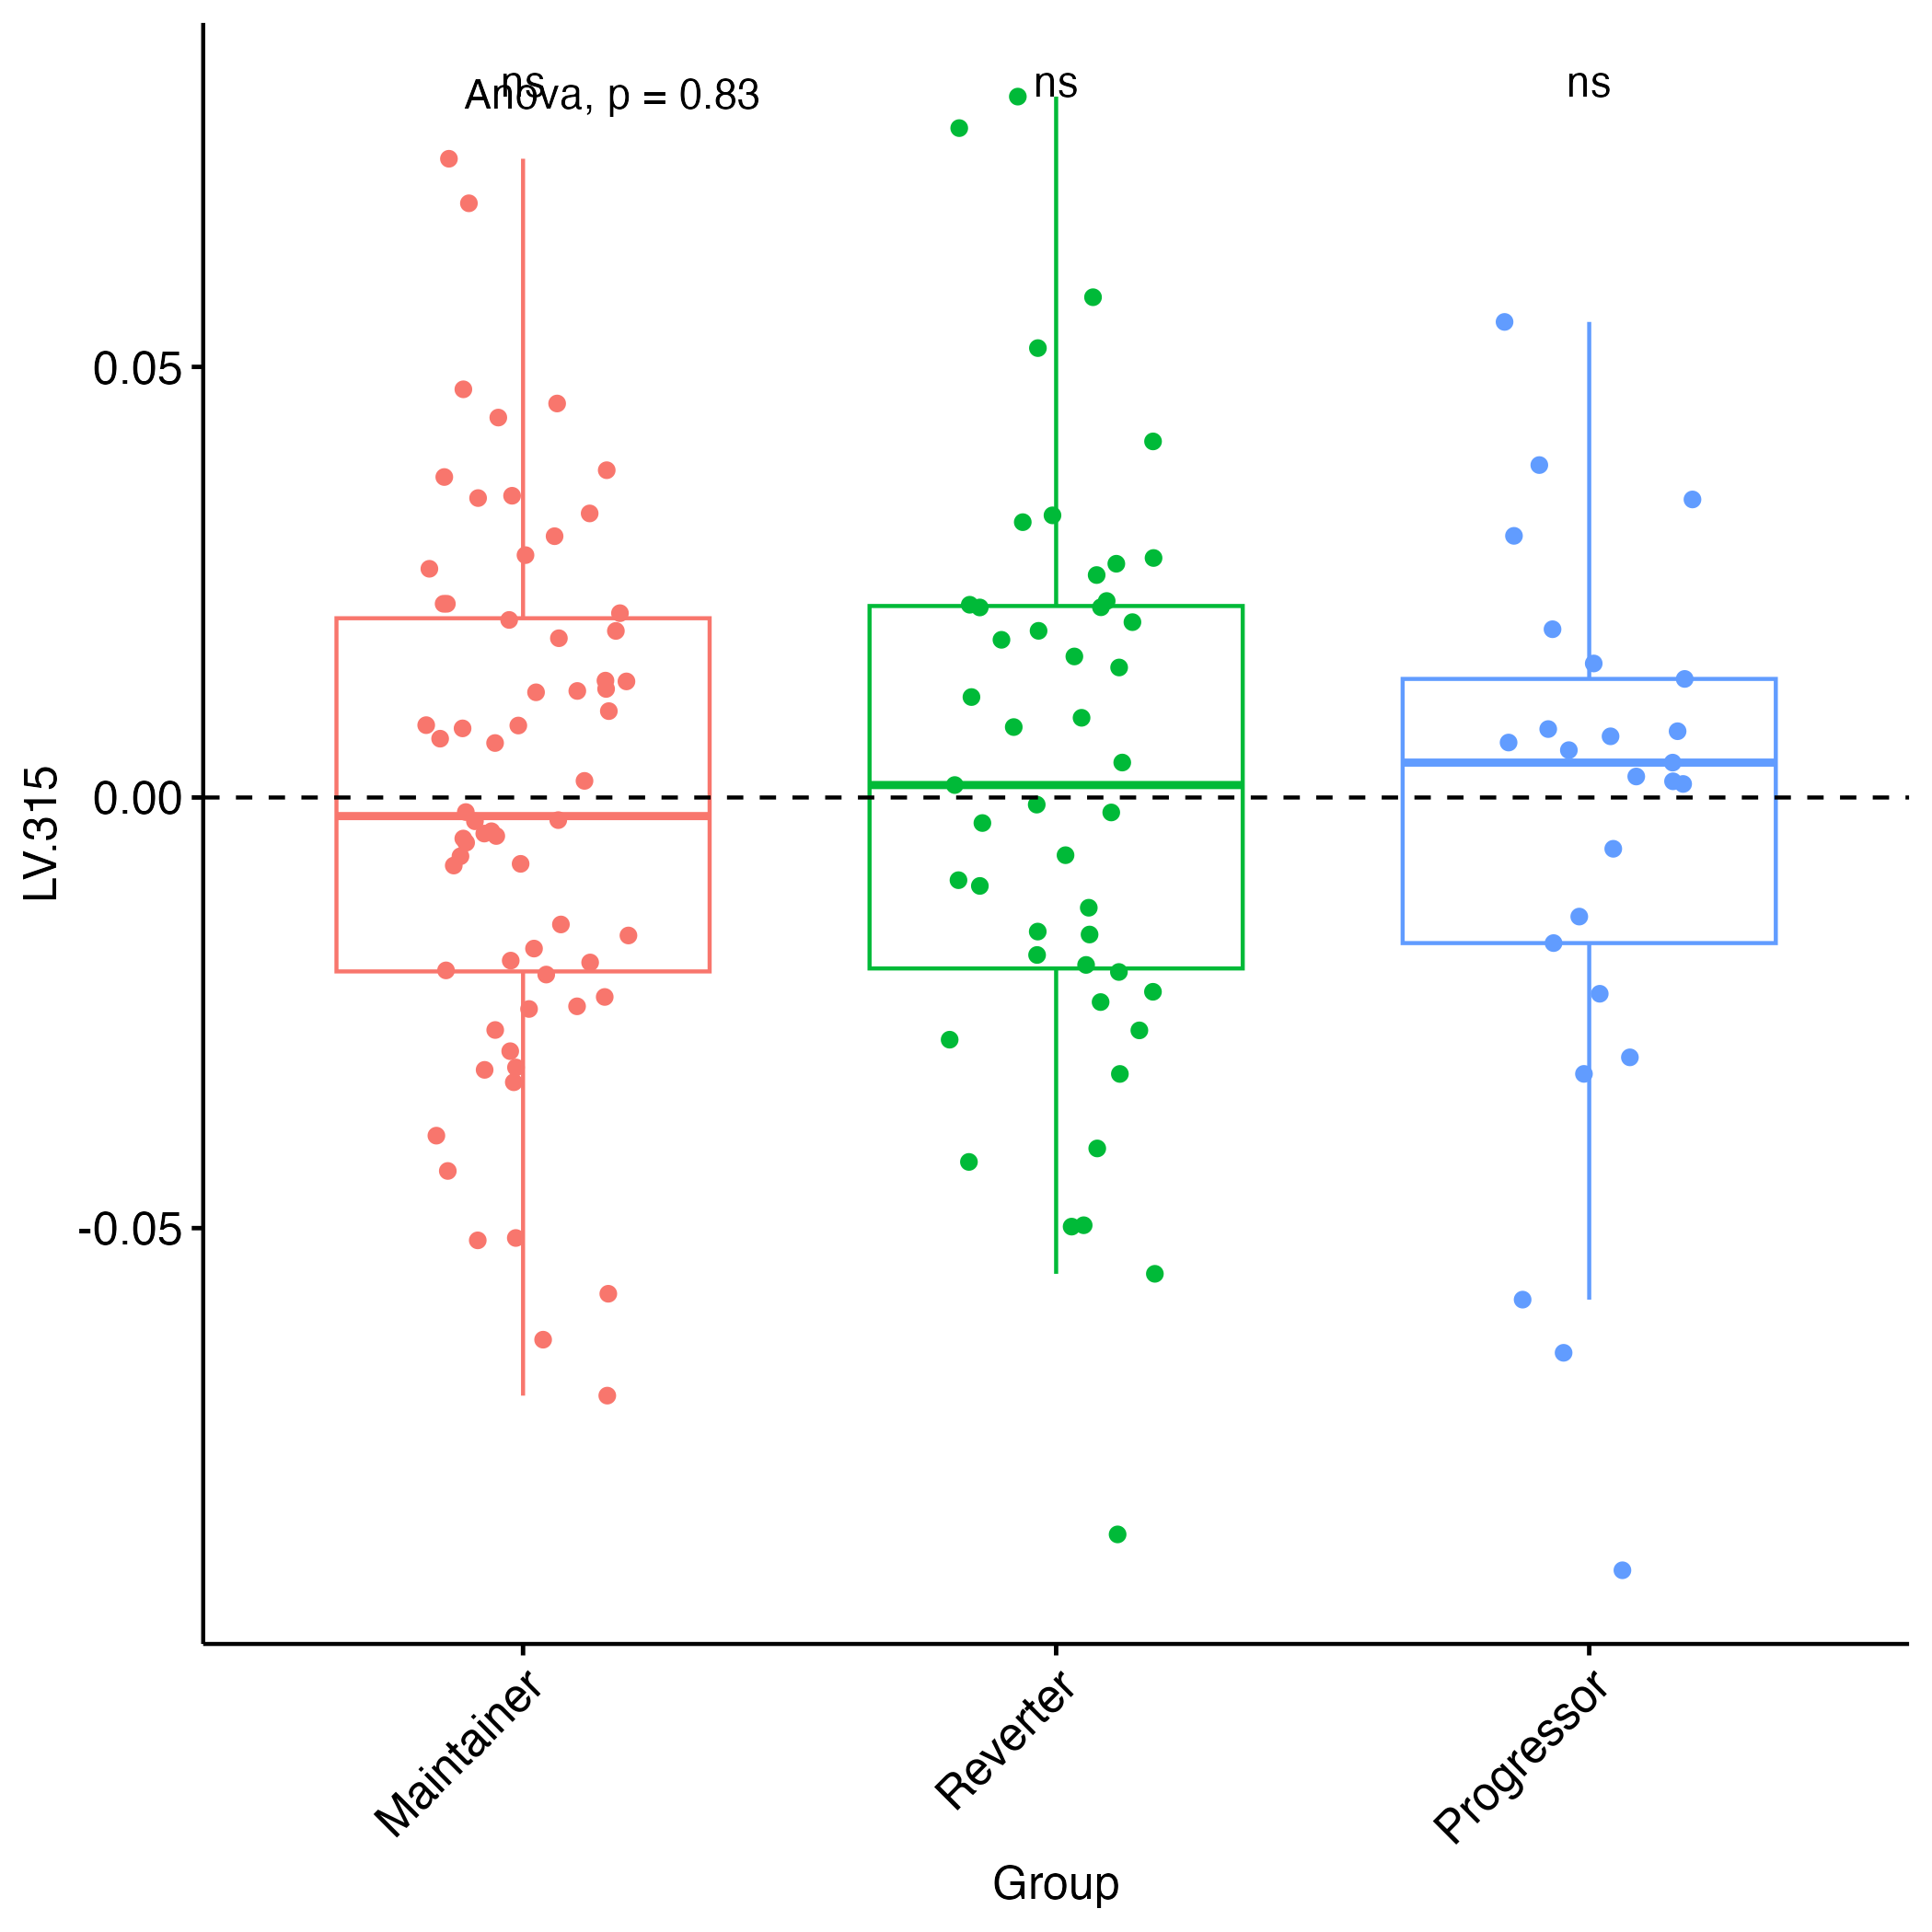 ns
Anova, p = 0.83
ns
ns
LV.315
0.05
0.00
-0.05
Maintainer
Reverter
Progressor
Group